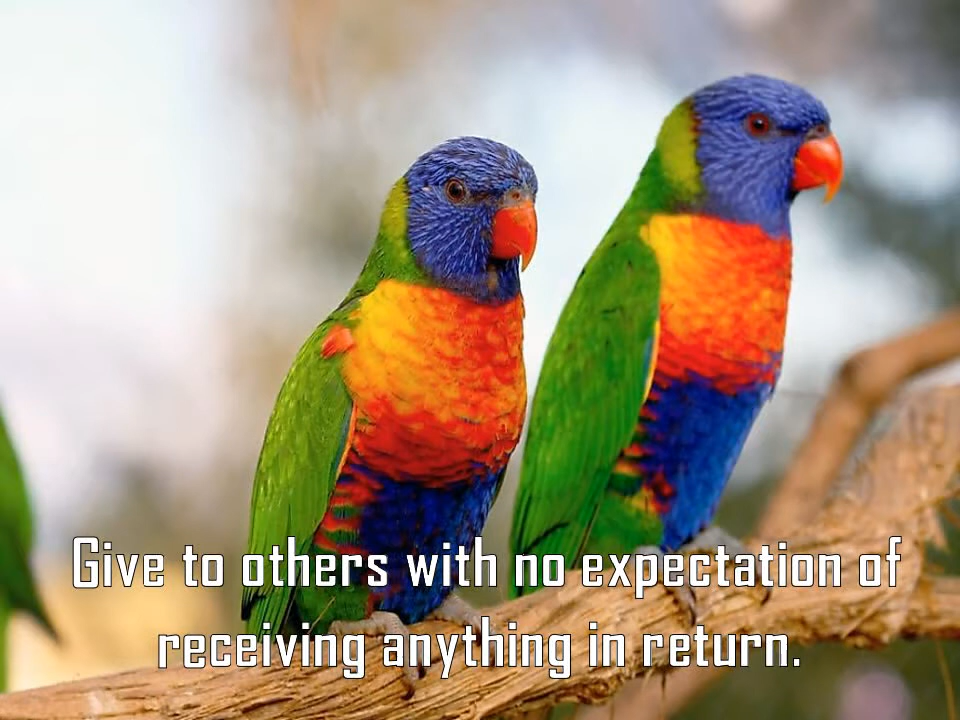 Give to others with no expectation of
receiving anything in return.